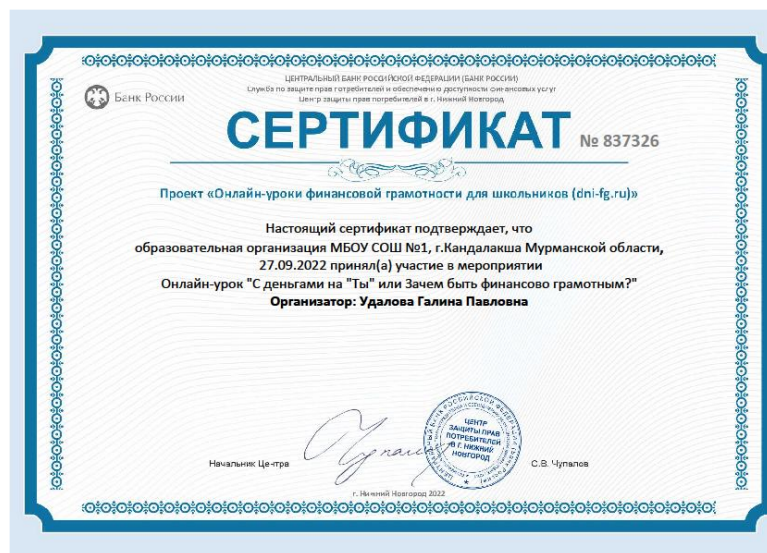 ЦЕНТРАЛЬНЫЙ БАНК РОССИЙСКОЙ ФЕДЕРАЦИИ (БАНК РОССИИ)
Служба по защите прав потребителей и обеспечению доступности финансовых услуг
Центр защиты прав потребителей в г. Нижний Новгород
Банк России
СЕРТИФИКАТ № 837326
Проект «Онлайн-уроки финансовой грамотности для школьников (dni-fg.ru)»
Настоящий сертификат подтверждает, что
образовательная организация МБОУ СОШ №1, г.Кандалакша Мурманской области,
27.09.2022 принял(а) участие в мероприятии
Онлайн-урок "С деньгами на "Ты" или Зачем быть финансово грамотным?"
Организатор: Удалова Галина Павловна
ЦЕНТР
ЗАЩИТЫ ПРАВ
ПОТРЕБИТЕЛЕЙ
В Г. НИЖНИЙ
НОВГОРОД
Начальник Центра
С.В. Чупалов
г. Нижний Новгород 2022